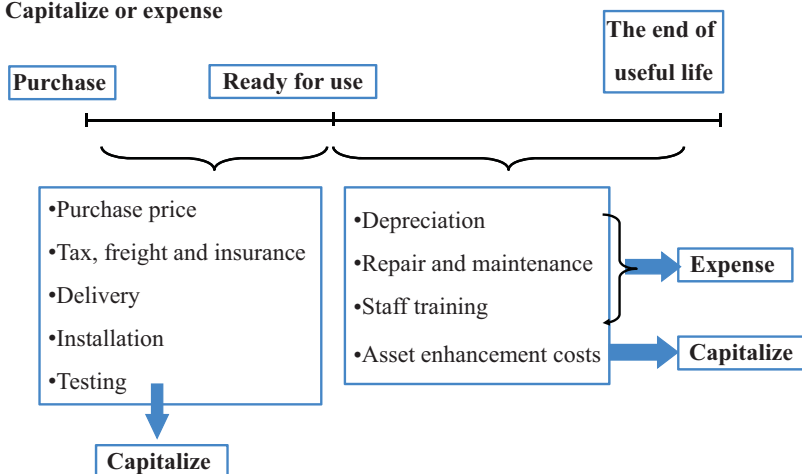 Capitalize or expense
The end of
useful life
Purchase
Ready for use
•Purchase price
•Tax, freight and insurance
•Delivery
•Installation
•Testing
Capitalize
•Depreciation
•Repair and maintenance
•Staff training
•Asset enhancement costs
Expense
Capitalize